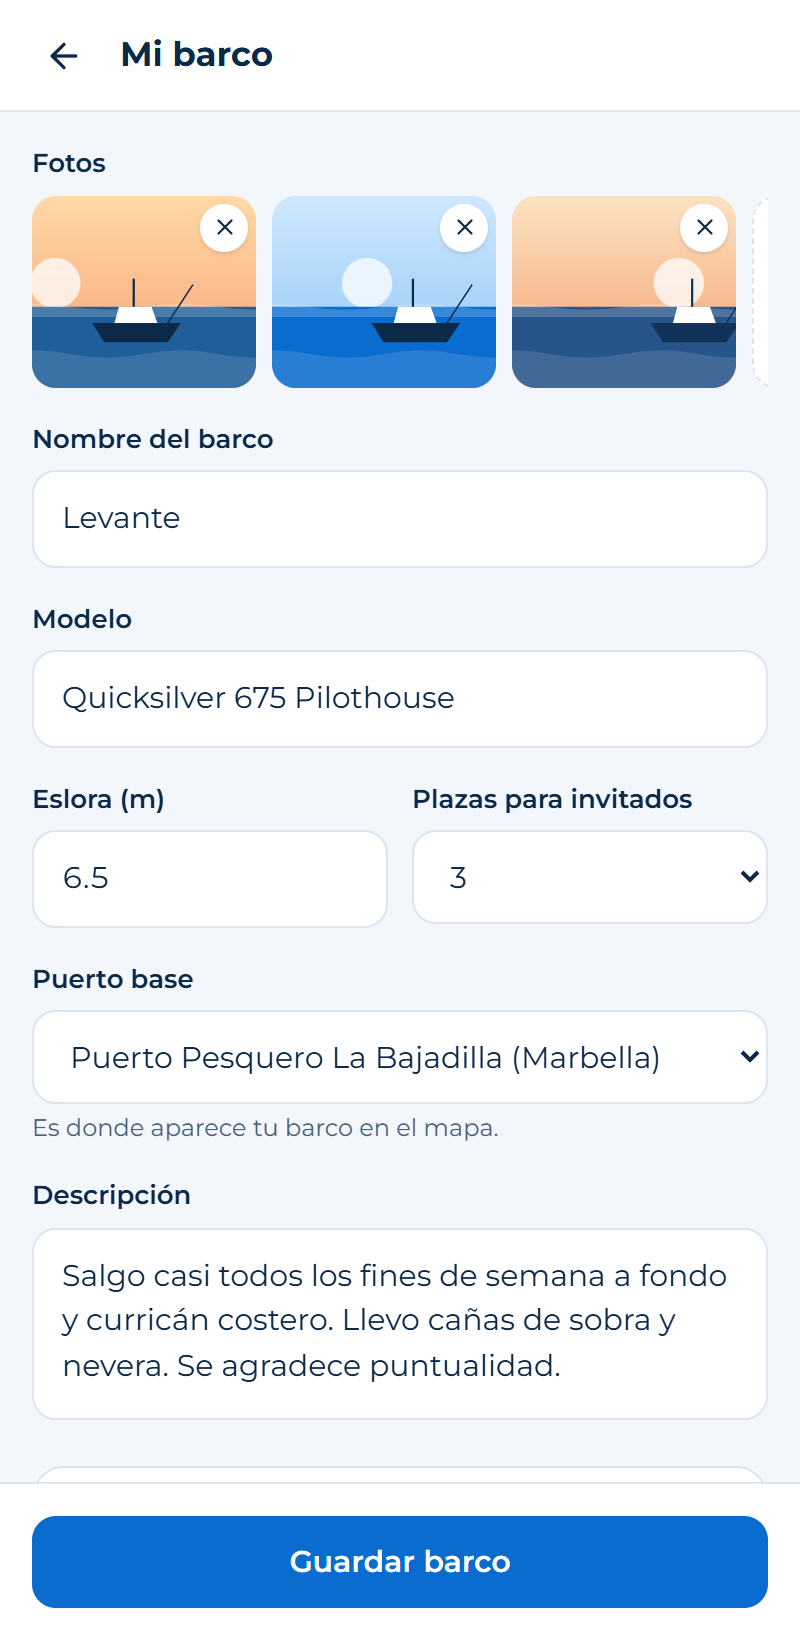 Mi barco
Fotos
Nombre del barco
Levante
Modelo
Quicksilver 675 Pilothouse
Eslora (m)
Plazas para invitados
6.5
3
Puerto base
Puerto Pesquero La Bajadilla (Marbella)
Es donde aparece tu barco en el mapa.
Descripción
Salgo casi todos los fines de semana a fondo
y curricán costero. Llevo cañas de sobra y
nevera. Se agradece puntualidad.
Guardar barco